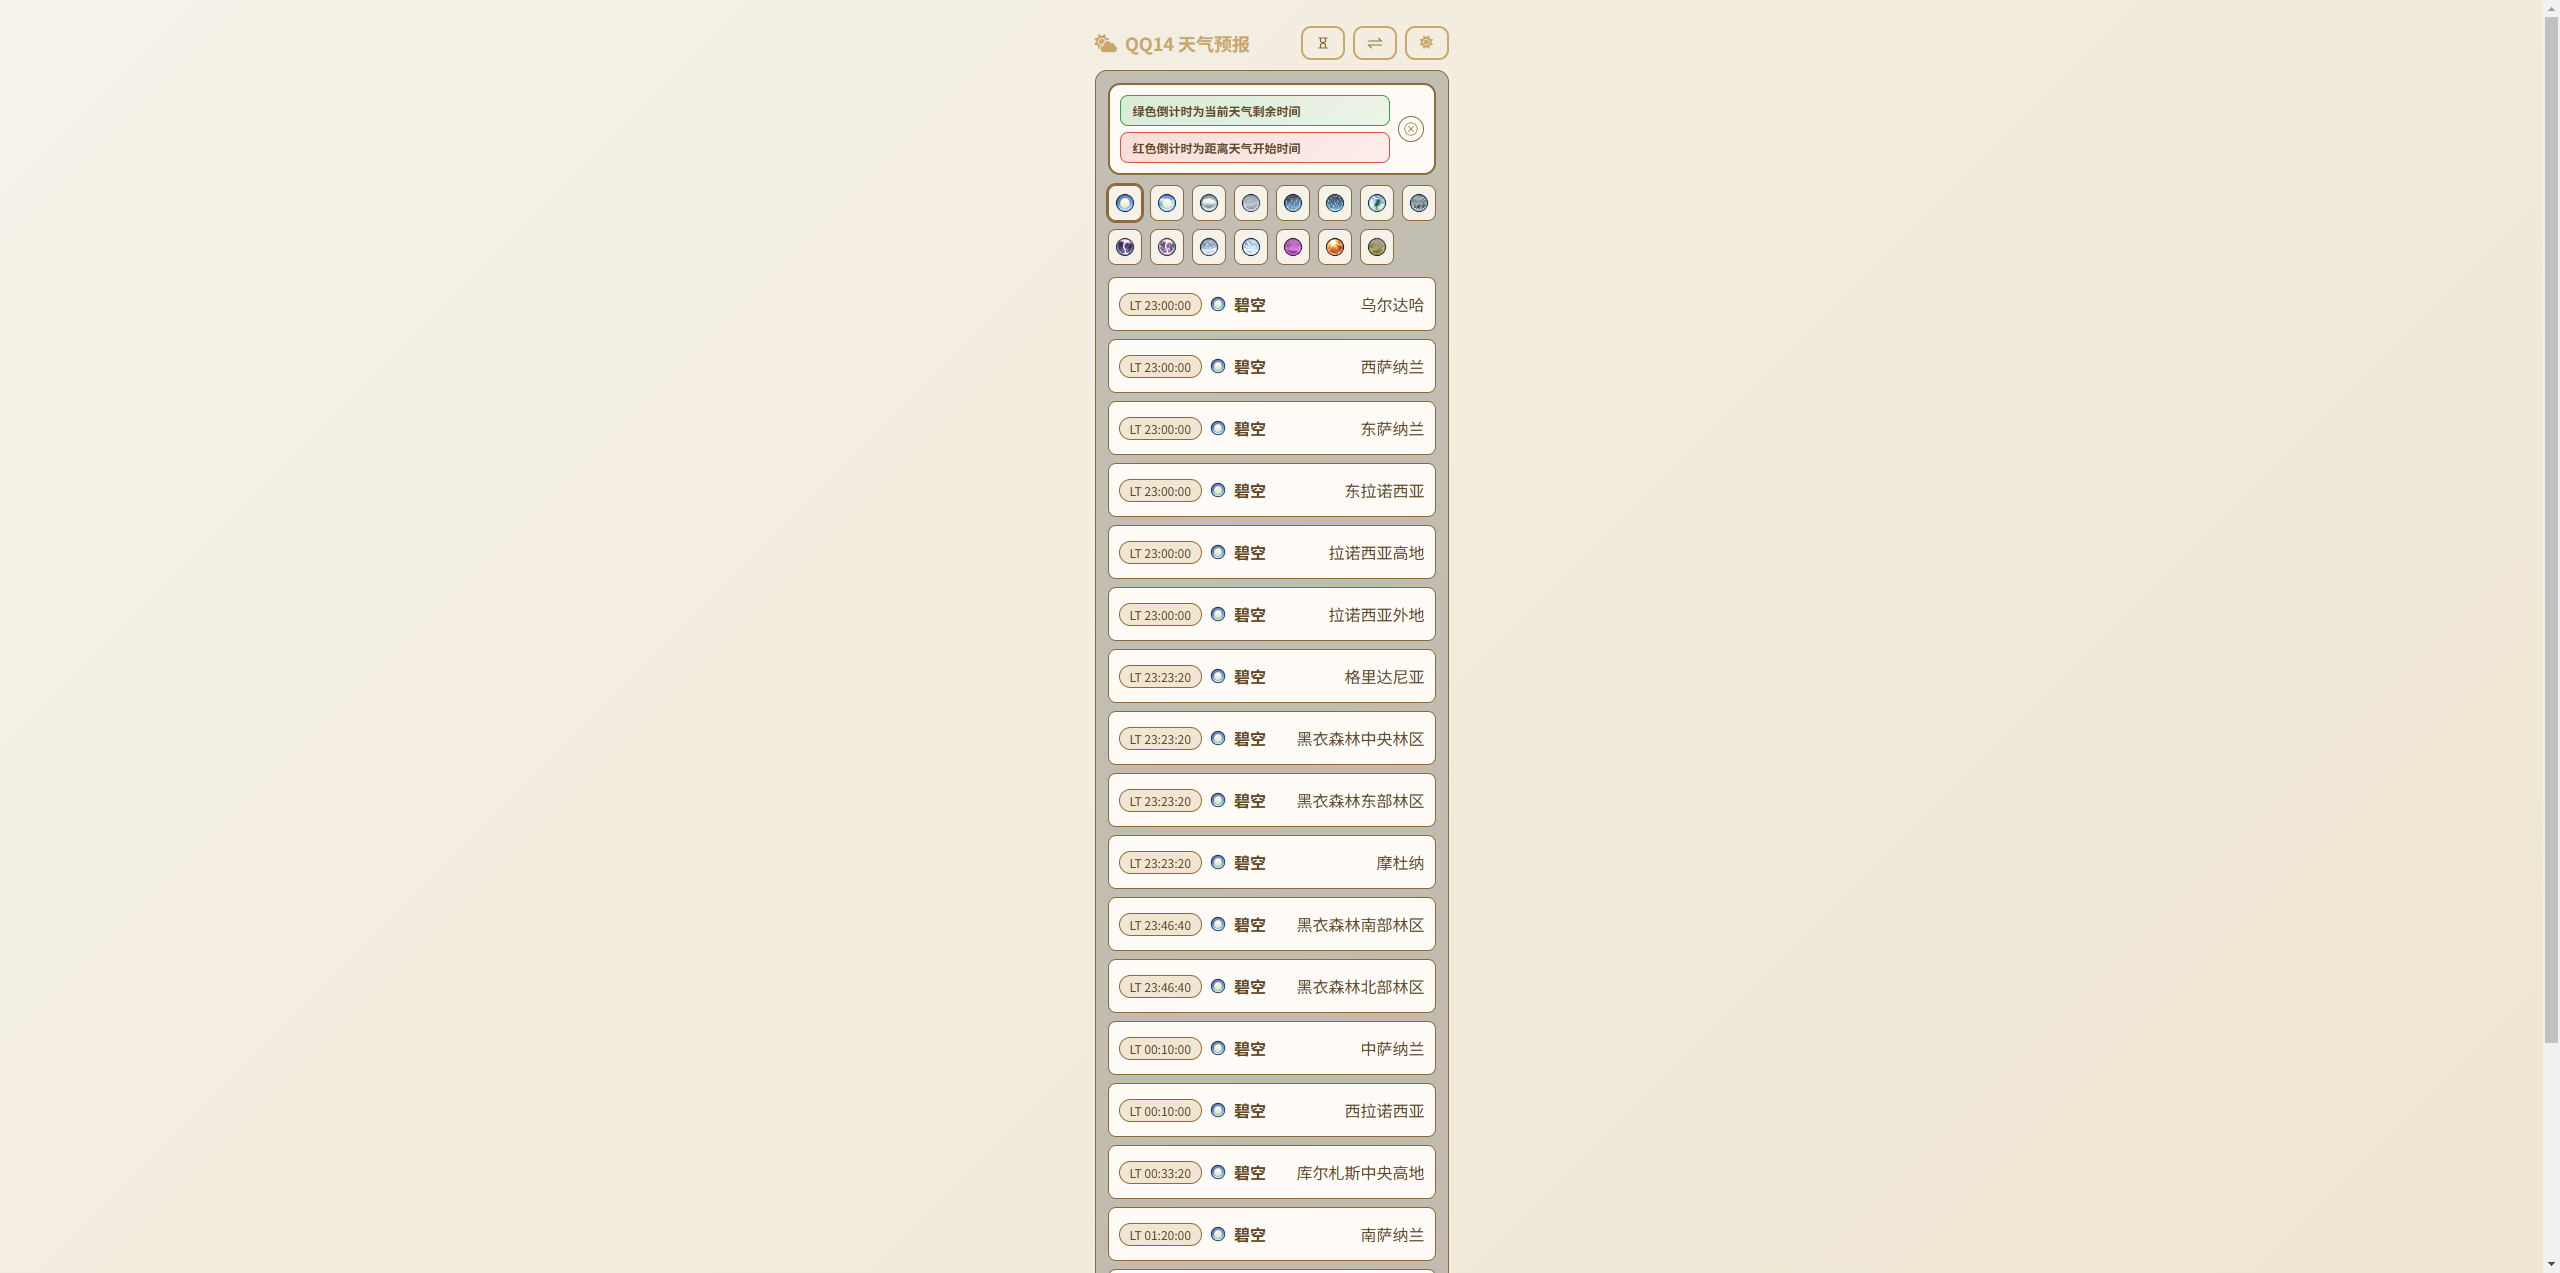 QQ14 天气预报
绿色倒计时为当前天气剩余时间
红色倒计时为距离天气开始时间
LT 23:00:00 碧空 乌尔达哈
LT 23:00:00 碧空 西萨纳兰
LT 23:00:00 碧空 东萨纳兰
LT 23:00:00 碧空 东拉诺西亚
LT 23:00:00 碧空 拉诺西亚高地
LT 23:00:00 碧空 拉诺西亚外地
LT 23:23:20 碧空 格里达尼亚
LT 23:23:20 碧空 黑衣森林中央林区
LT 23:23:20 碧空 黑衣森林东部林区
LT 23:23:20 碧空 摩杜纳
LT 23:46:40 碧空 黑衣森林南部林区
LT 23:46:40 碧空 黑衣森林北部林区
LT 00:10:00 碧空 中萨纳兰
LT 00:10:00 碧空 西拉诺西亚
LT 00:33:20 碧空 库尔札斯中央高地
LT 01:20:00 碧空 南萨纳兰